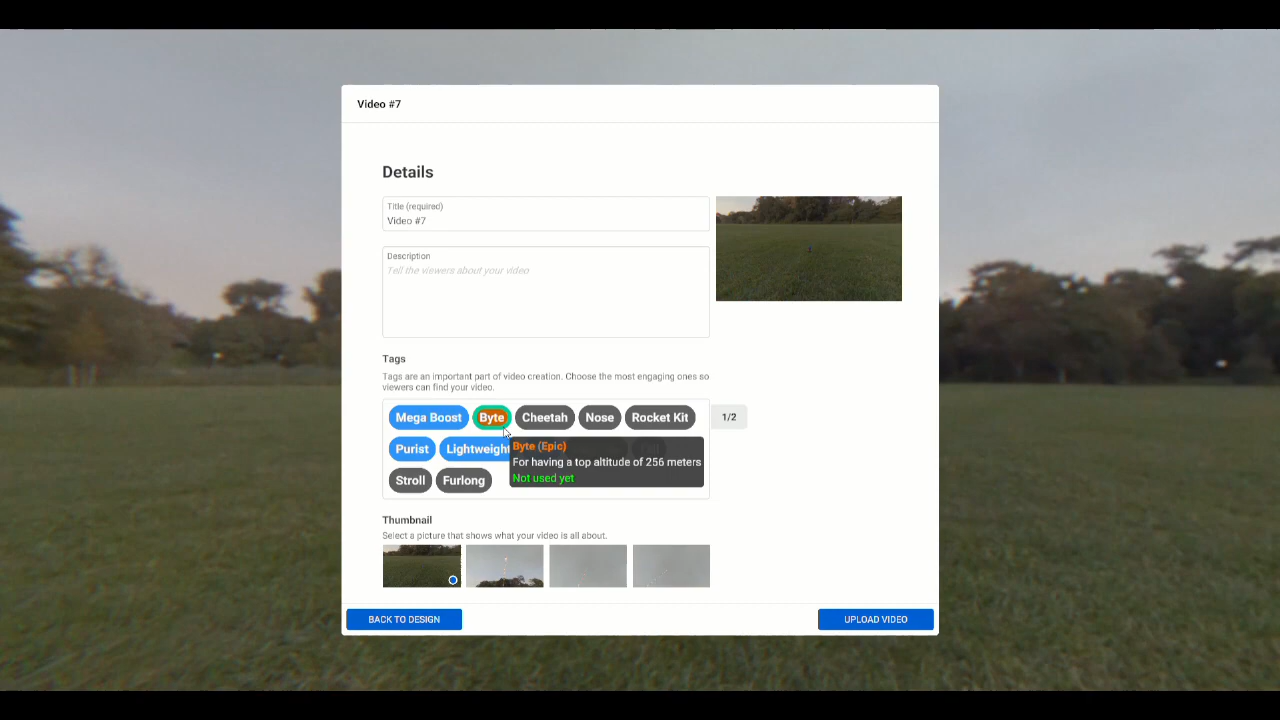 Video #7
Details
Title (required)
Video #7
Description
Tell the viewers about your video
Tags
Tags are an important part of video creation. Choose the most engaging ones so
viewers can find your video.
Mega Boost Byte Cheetah Nose Rocket Kit 1/2
Purist Lightweight
Byte (Epic)
For having a top altitude of 256 meters
Not used yet
Stroll Furlong
Thumbnail
Select a picture that shows what your video is all about.
BACK TO DESIGN UPLOAD VIDEO